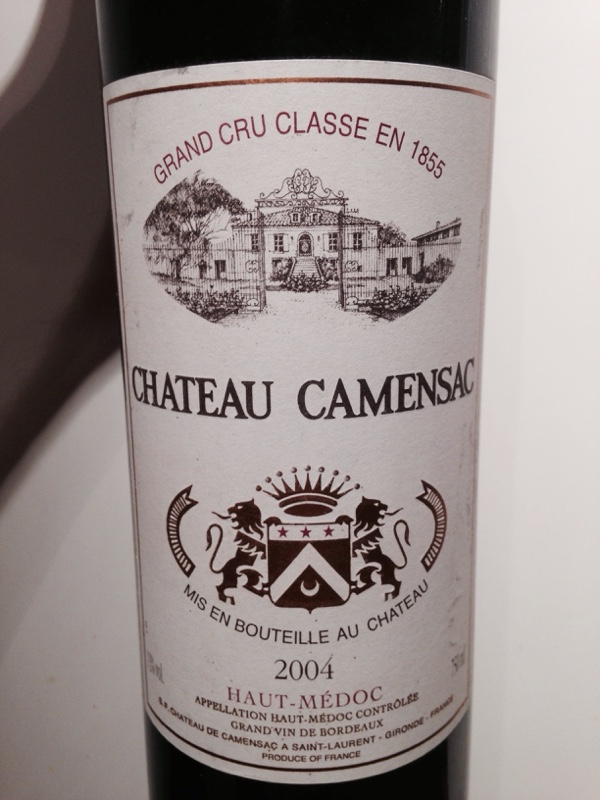 GRAND CRU CLASSE EN 1855
CHATEAU CAMENSAC
MIS EN BOUTEILLE AU CHATEAU
2004
HAUT-MÉDOC
APPELLATION HAUT-MÉDOC CONTRÔLÉE
GRAND VIN DE BORDEAUX
CHATEAU DE CAMENSAC A SAINT-LAURENT - GIRONDE - FRANCE
PRODUCE OF FRANCE